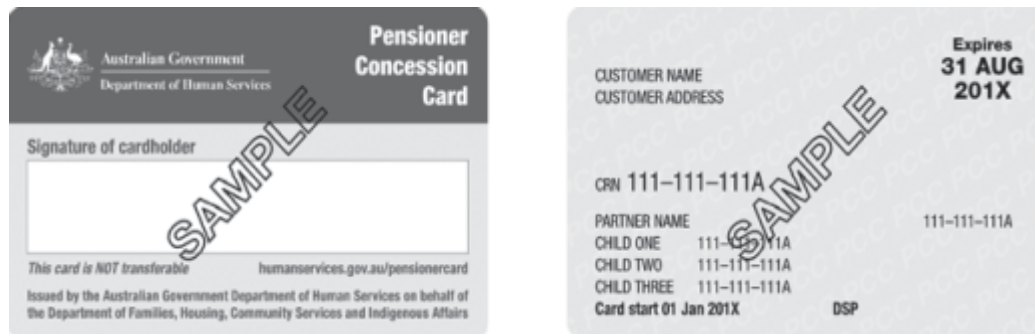 Australian Government
Department of Human Services
Pensioner
Concession
Card
Signature of cardholder
SAMPLE
This card is NOT transferable
humanservices.gov.au/pensionercard
Issued by the Australian Government Department of Human Services on behalf of
the Department of Families, Housing, Community Services and Indigenous Affairs
Expires
31 AUG
201X
CUSTOMER NAME
CUSTOMER ADDRESS
SAMPLE
CRN 111–111–111A
PARTNER NAME 111–111–111A
CHILD ONE 111–111–111A
CHILD TWO 111–111–111A
CHILD THREE 111–111–111A
Card start 01 Jan 201X DSP